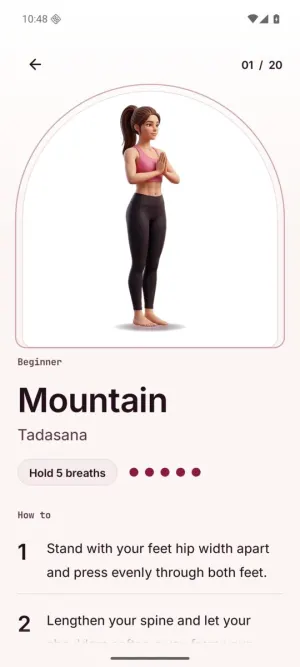 10:48
01 / 20
Beginner
Mountain
Tadasana
Hold 5 breaths
How to
1 Stand with your feet hip width apart
and press evenly through both feet.
2 Lengthen your spine and let your